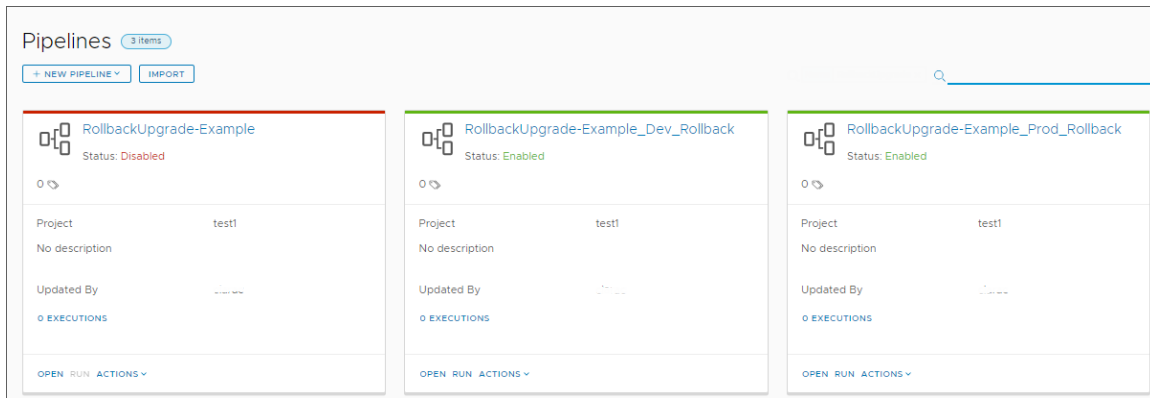 Pipelines 3 items
+ NEW PIPELINE IMPORT
RollbackUpgrade-Example
Status: Disabled
0
Project test1
No description
Updated By
0 EXECUTIONS
OPEN RUN ACTIONS
RollbackUpgrade-Example_Dev_Rollback
Status: Enabled
0
Project test1
No description
Updated By
0 EXECUTIONS
OPEN RUN ACTIONS
RollbackUpgrade-Example_Prod_Rollback
Status: Enabled
0
Project test1
No description
Updated By
0 EXECUTIONS
OPEN RUN ACTIONS